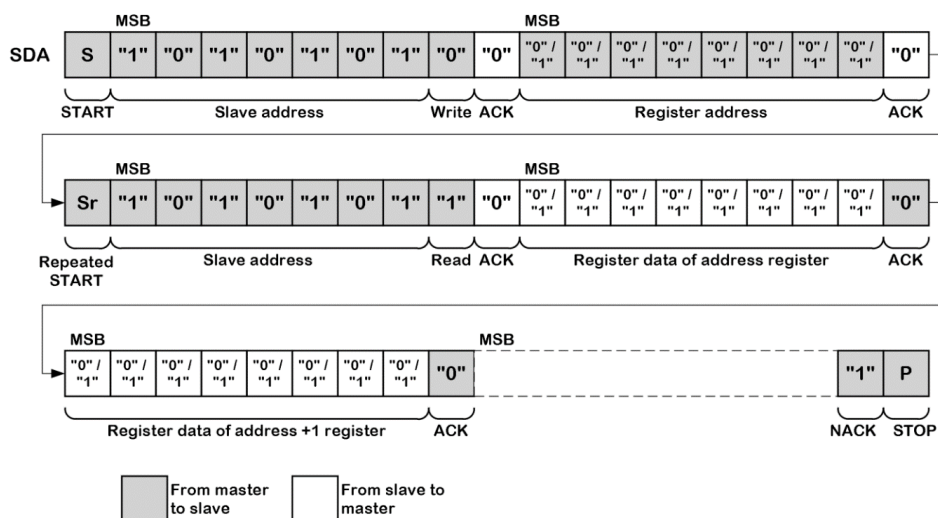 MSB
SDA S "1" "0" "1" "0" "1" "0" "1" "0" "0" "0" / "1" "0" / "1" "0" / "1" "0" / "1" "0" / "1" "0" / "1" "0" / "1" "0" / "1" "0"
START Slave address Write ACK Register address ACK
MSB MSB
Sr "1" "0" "1" "0" "1" "0" "1" "1" "0" "0" / "1" "0" / "1" "0" / "1" "0" / "1" "0" / "1" "0" / "1" "0" / "1" "0" / "1" "0"
Repeated START Slave address Read ACK Register data of address register ACK
MSB MSB
"0" / "1" "0" / "1" "0" / "1" "0" / "1" "0" / "1" "0" / "1" "0" / "1" "0" / "1" "0" "1" P
Register data of address +1 register ACK NACK STOP
From master to slave
From slave to master